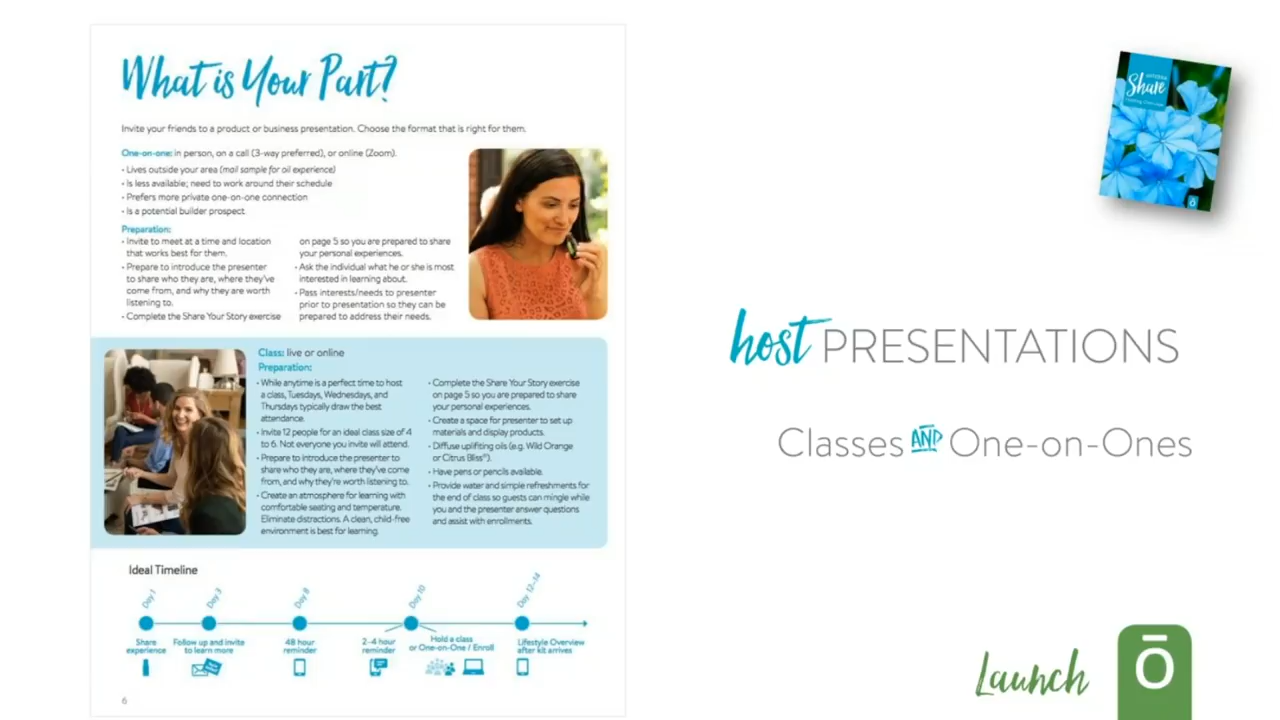 What is Your Part?
Invite your friends to a product or business presentation. Choose the format that is right for them.
One-on-one: in person, on a call (3-way preferred), or online (Zoom).
• Lives outside your area (mail sample for oil experience)
• Is less available; need to work around their schedule
• Prefers more private one-on-one connection
• Is a potential builder prospect
Preparation:
• Invite to meet at a time and location
that works best for them.
• Prepare to introduce the presenter
to share who they are, where they've
come from, and why they are worth
listening to.
• Complete the Share Your Story exercise
on page 5 so you are prepared to share
your personal experiences.
• Ask the individual what he or she is most
interested in learning about.
• Pass interests/needs to presenter
prior to presentation so they can be
prepared to address their needs.
Class: live or online
Preparation:
• While anytime is a perfect time to host
a class, Tuesdays, Wednesdays, and
Thursdays typically draw the best
attendance.
• Invite 12 people for an ideal class size of 4
to 6. Not everyone you invite will attend.
• Prepare to introduce the presenter to
share who they are, where they've come
from, and why they're worth listening to.
• Create an atmosphere for learning with
comfortable seating and temperature.
Eliminate distractions. A clean, child-free
environment is best for learning.
• Complete the Share Your Story exercise
on page 5 so you are prepared to share
your personal experiences.
• Create a space for presenter to set up
materials and display products.
• Diffuse uplifting oils (e.g. Wild Orange
or Citrus Bliss®).
• Have pens or pencils available.
• Provide water and simple refreshments for
the end of class so guests can mingle while
you and the presenter answer questions
and assist with enrollments.
Ideal Timeline
Day 1
Day 3
Day 8
Day 10
Day 12–14
Share
experience
Follow up and invite
to learn more
48 hour
reminder
2–4 hour
reminder
Hold a class
or One-on-One / Enroll
Lifestyle Overview
after kit arrives
6
Share
host PRESENTATIONS
Classes AND One-on-Ones
Launch
ō